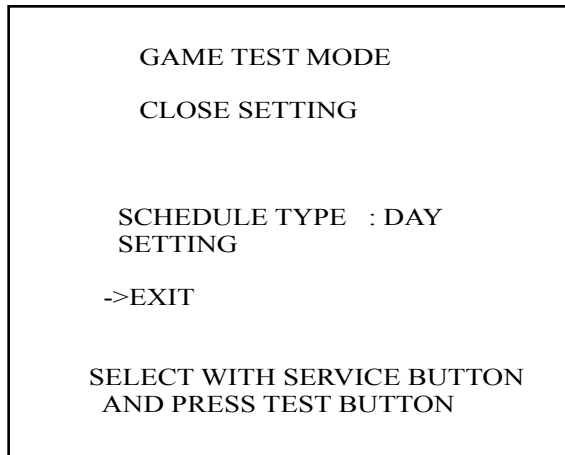 GAME TEST MODE
CLOSE SETTING
SCHEDULE TYPE : DAY
SETTING
->EXIT
SELECT WITH SERVICE BUTTON
AND PRESS TEST BUTTON